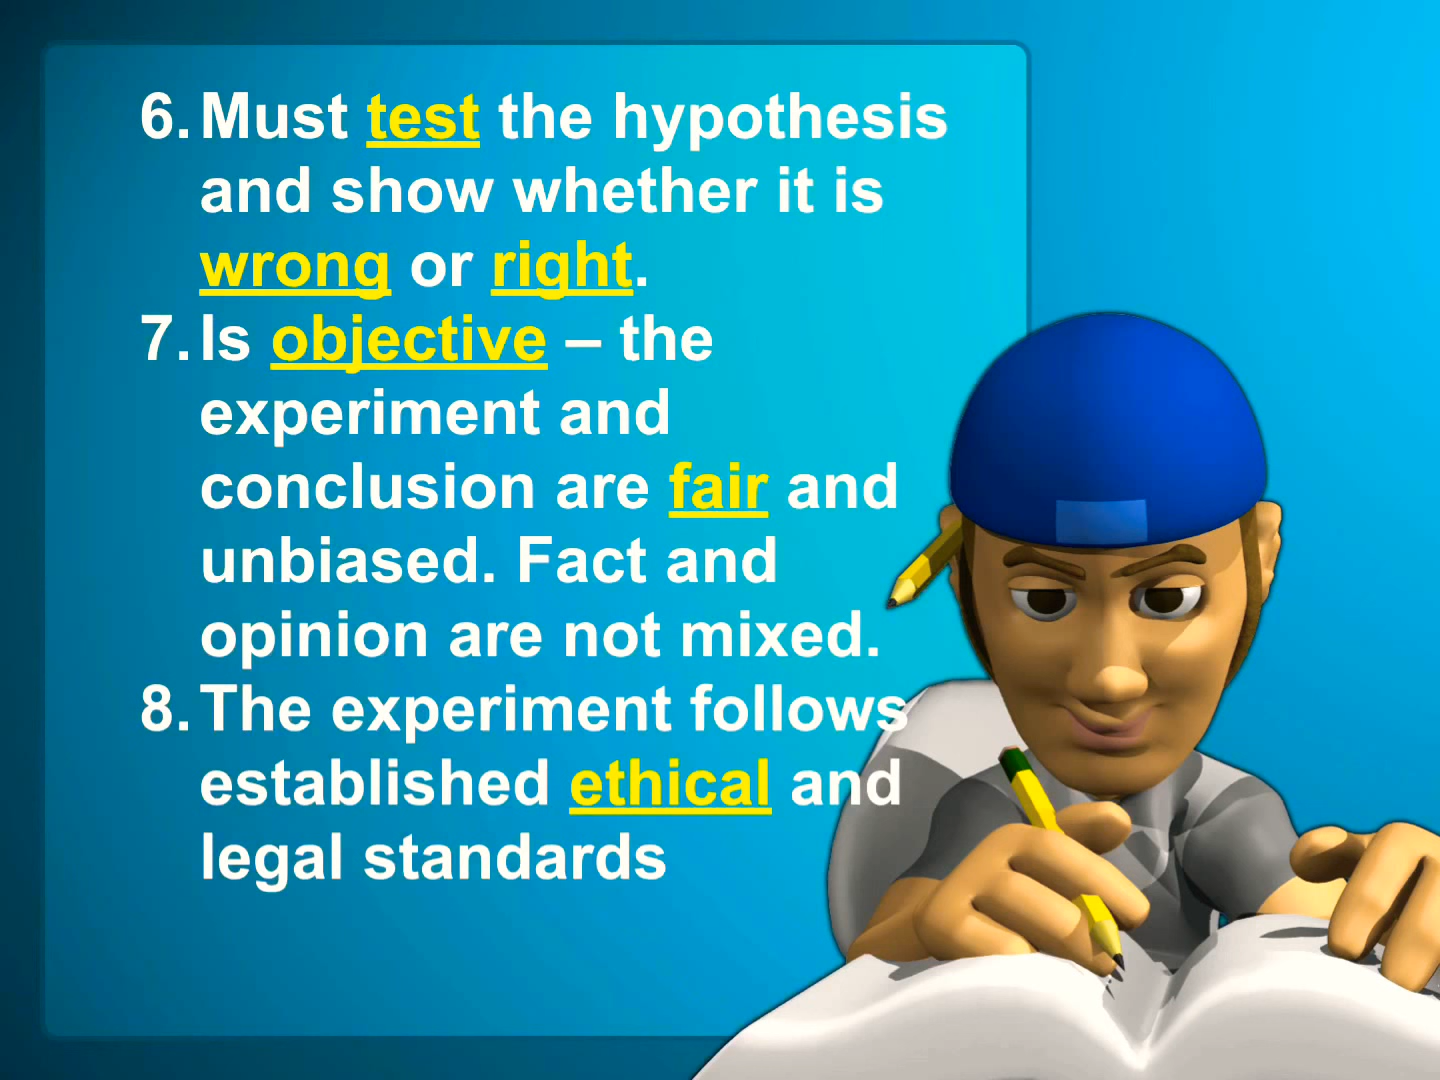 6. Must test the hypothesis
and show whether it is
wrong or right.
7. Is objective – the
experiment and
conclusion are fair and
unbiased. Fact and
opinion are not mixed.
8. The experiment follows
established ethical and
legal standards